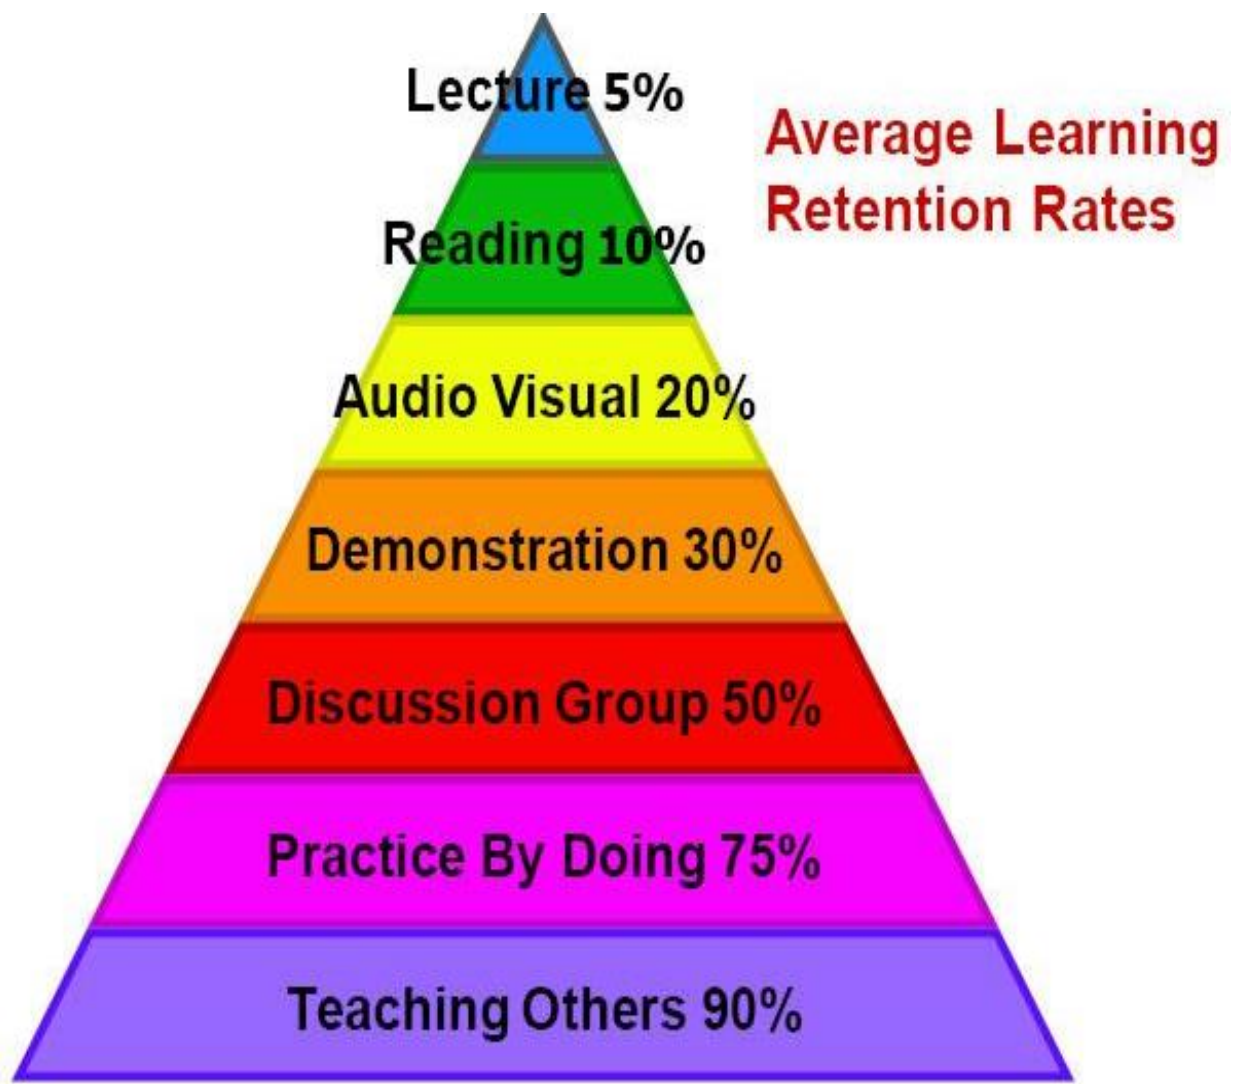 Lecture 5%
Average Learning
Retention Rates
Reading 10%
Audio Visual 20%
Demonstration 30%
Discussion Group 50%
Practice By Doing 75%
Teaching Others 90%